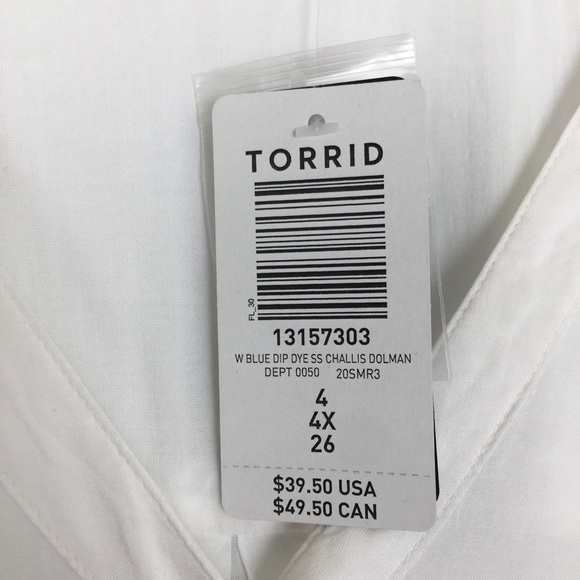 TORRID
FL_30
13157303
W BLUE DIP DYE SS CHALLIS DOLMAN
DEPT 0050 20SMR3
4
4X
26
$39.50 USA
$49.50 CAN